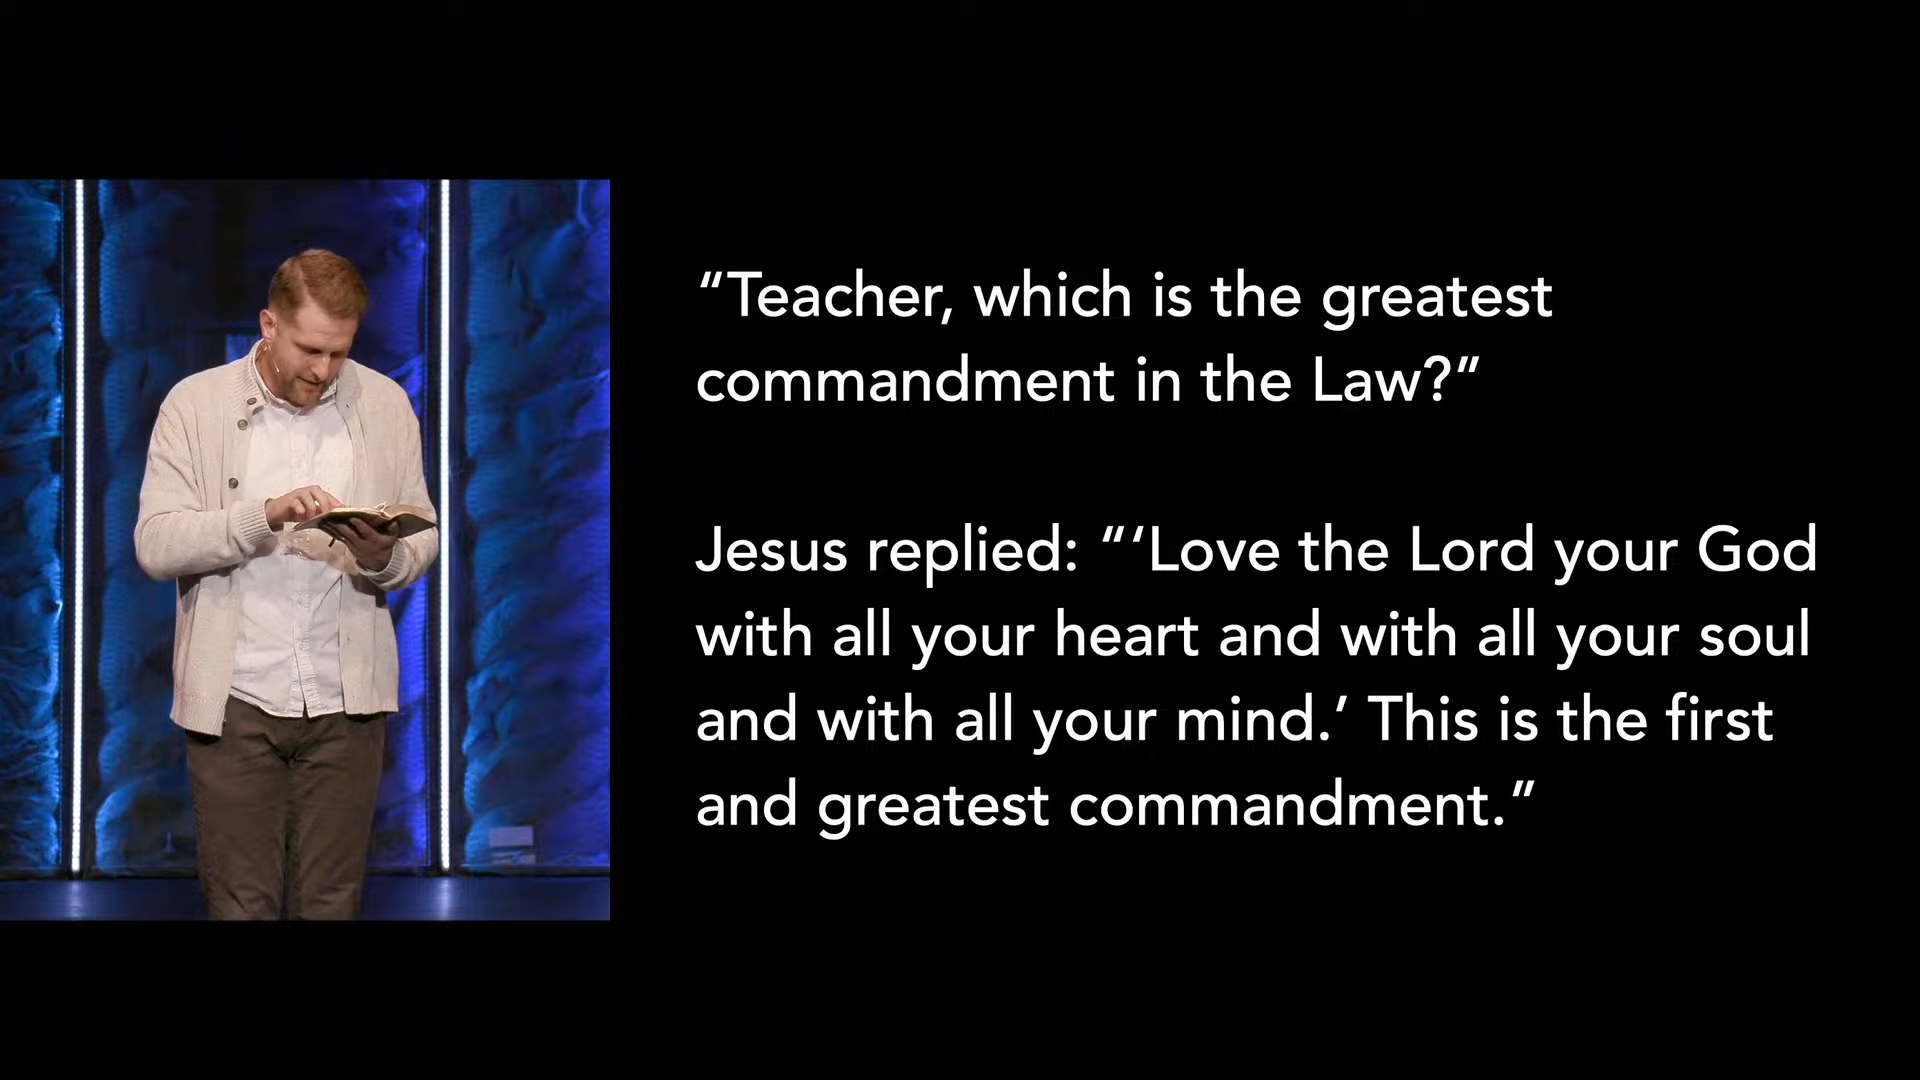 “Teacher, which is the greatest
commandment in the Law?”
Jesus replied: “‘Love the Lord your God
with all your heart and with all your soul
and with all your mind.’ This is the first
and greatest commandment.”